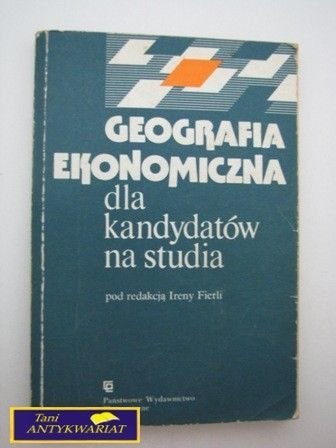 GEOGRAFIA
EKONOMICZNA
dla
kandydatów
na studia
pod redakcją Ireny Fierli
Państwowe Wydawnictwo
Tani
ANTYKWARIAT